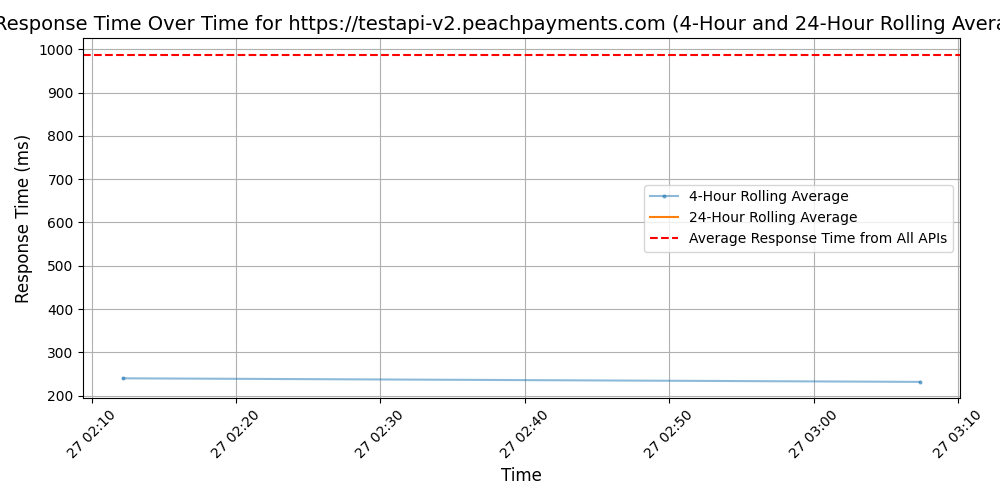 Response Time Over Time for https://testapi-v2.peachpayments.com (4-Hour and 24-Hour Rolling Avera
1000
900
800
700
600
500
400
300
200
Response Time (ms)
4-Hour Rolling Average
24-Hour Rolling Average
Average Response Time from All APIs
27 02:10
27 02:20
27 02:30
27 02:40
27 02:50
27 03:00
27 03:10
Time